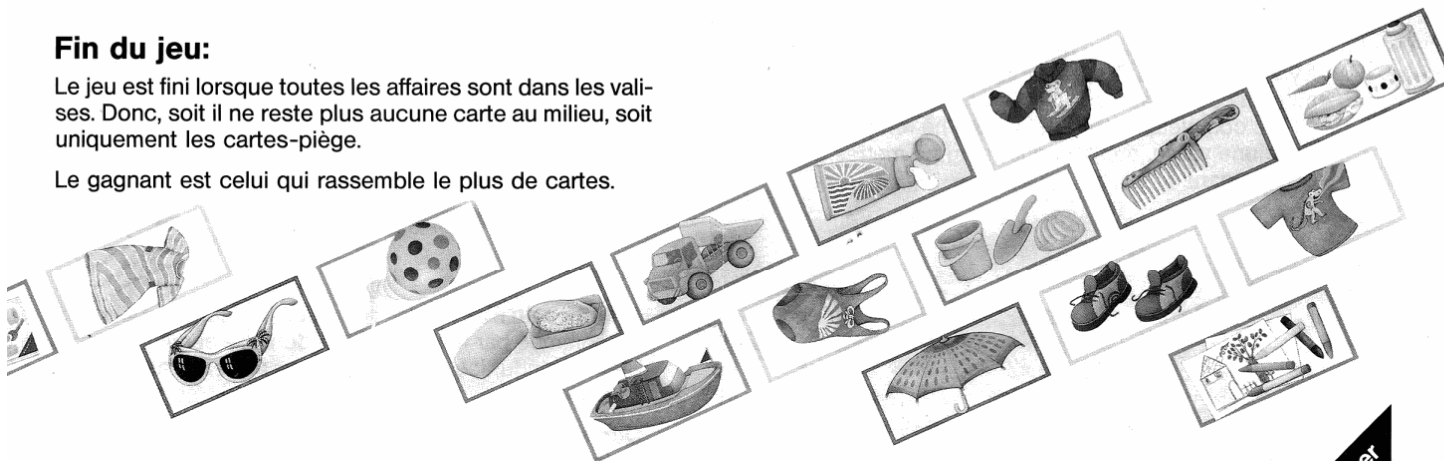 Fin du jeu:
Le jeu est fini lorsque toutes les affaires sont dans les vali-
ses. Donc, soit il ne reste plus aucune carte au milieu, soit
uniquement les cartes-piège.
Le gagnant est celui qui rassemble le plus de cartes.
er